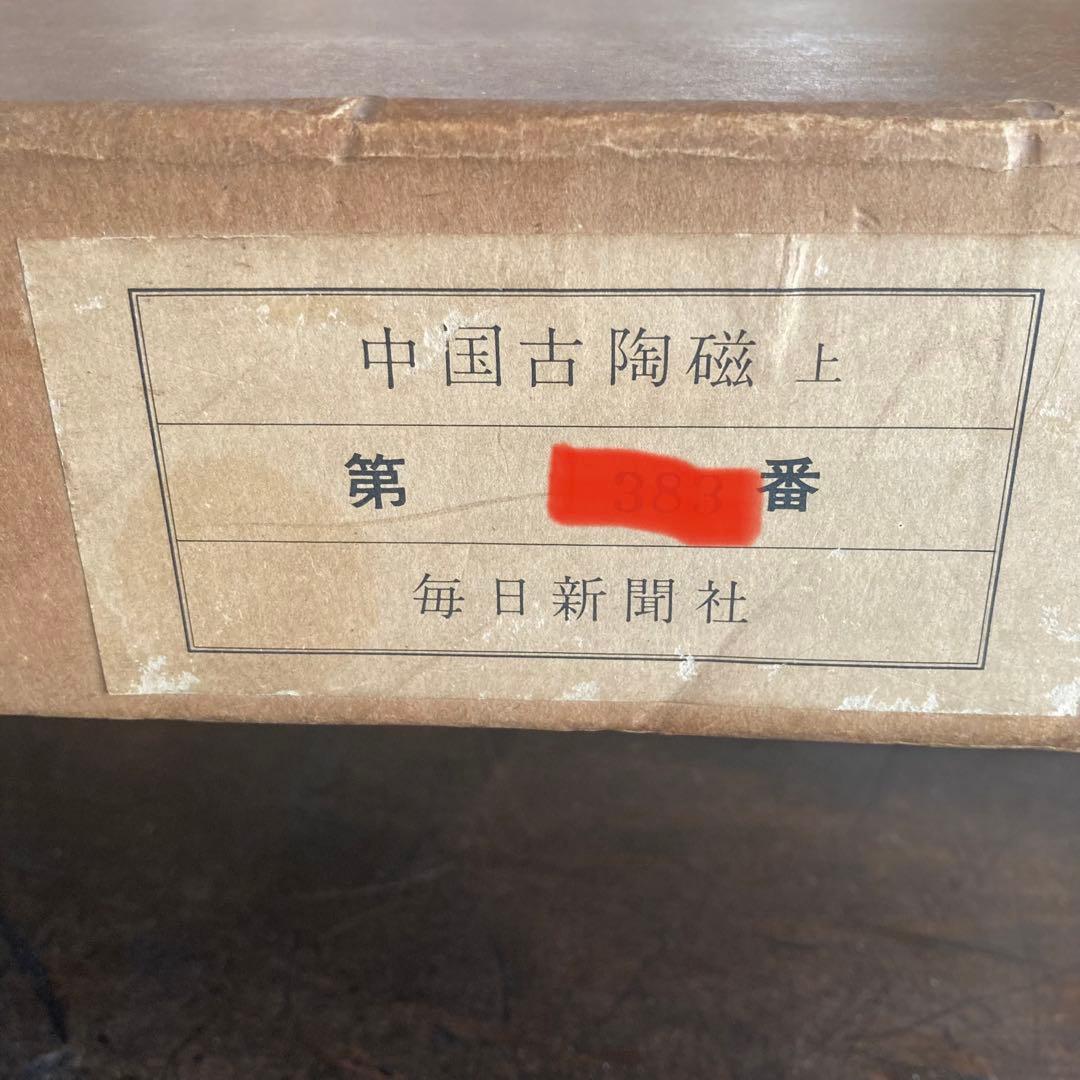 中国古陶磁 上
第 383 番
毎日新聞社